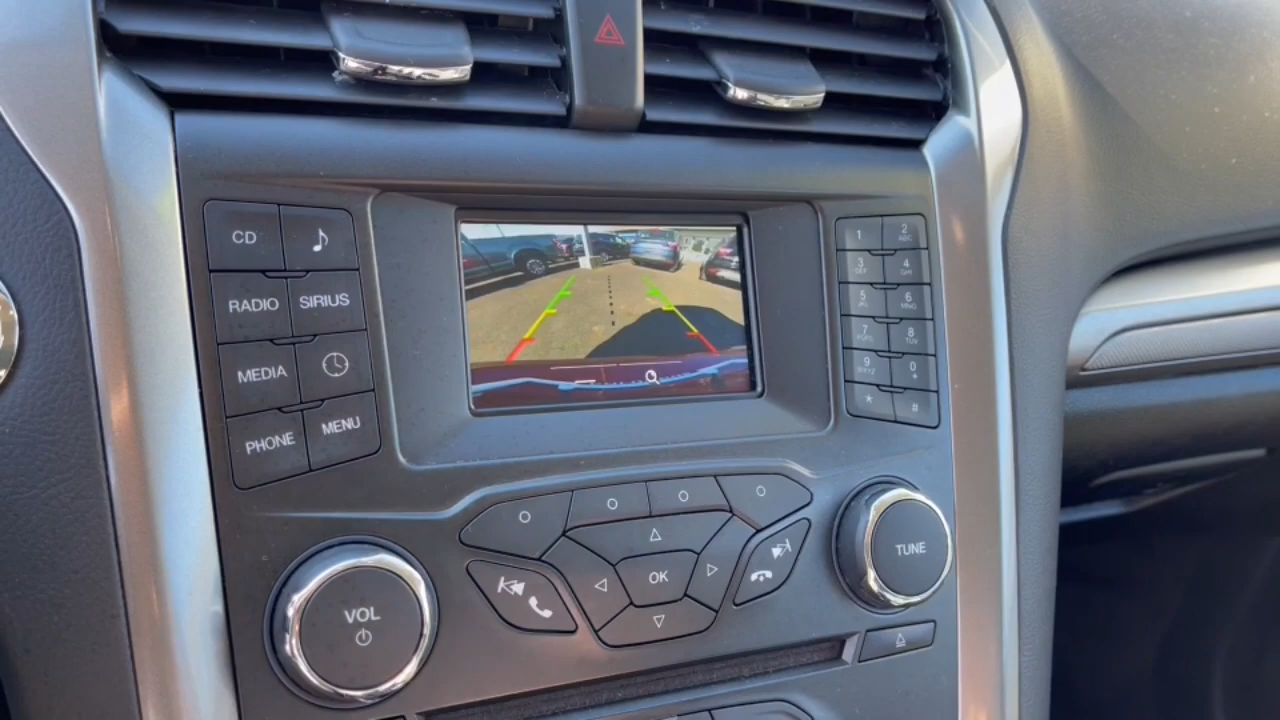 CD
RADIO SIRIUS
MEDIA
PHONE MENU
1 2 ABC
3 DEF 4 GHI
5 JKL 6 MNO
7 PQRS 8 TUV
9 WXYZ 0 +
* #
OK
VOL
TUNE